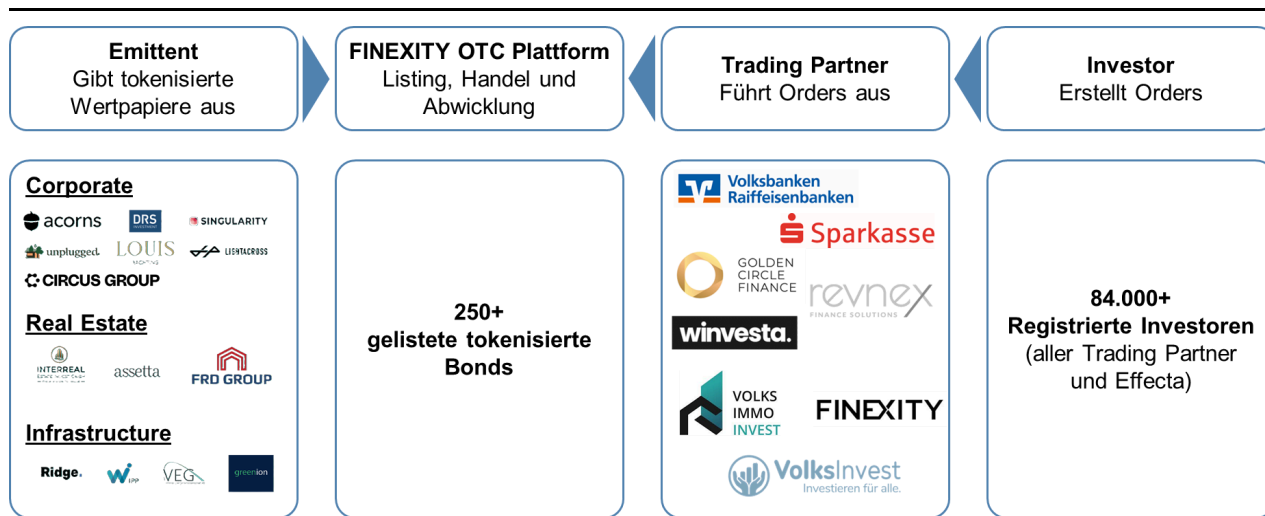 Emittent
Gibt tokenisierte
Wertpapiere aus
FINEXITY OTC Plattform
Listing, Handel und
Abwicklung
Trading Partner
Führt Orders aus
Investor
Erstellt Orders
Corporate
acorns
DRS
SINGULARITY
unplugged.
LOUIS
YACHTING
LIGHTACROSS
CIRCUS GROUP
Real Estate
INTERREAL
assetta
FRD GROUP
Infrastructure
Ridge.
W IPP
VEG
greenion
250+
gelistete tokenisierte
Bonds
Volksbanken
Raiffeisenbanken
Sparkasse
GOLDEN
CIRCLE
FINANCE
revnex
FINANCE SOLUTIONS
winvesta.
VOLKS
IMMO
INVEST
FINEXITY
VolksInvest
Investieren für alle.
84.000+
Registrierte Investoren
(aller Trading Partner
und Effecta)